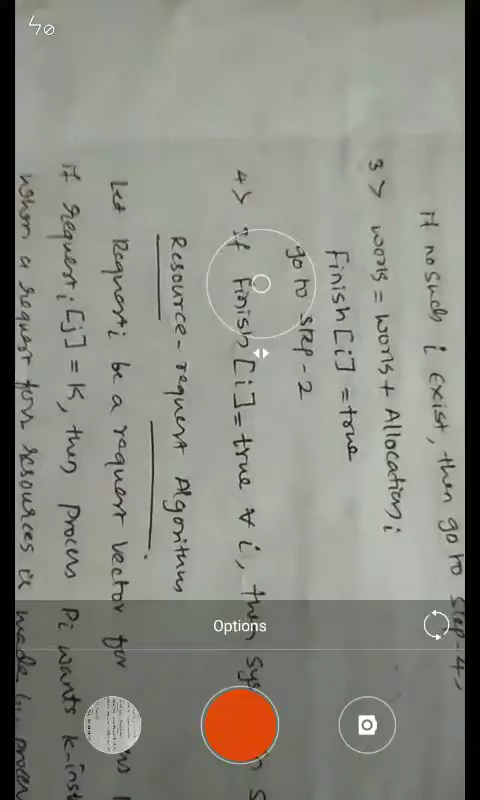 If no such i exist, then go to step-4>
3> work = work + Allocation i
Finish[i] = true
go to step-2
4> If Finish[i] = true ∀ i, then sys
Resource-request Algorithm
Let Request i be a request vector for
If request i [j] = K, then process Pi wants k-inst
when a request for resources is made
Options